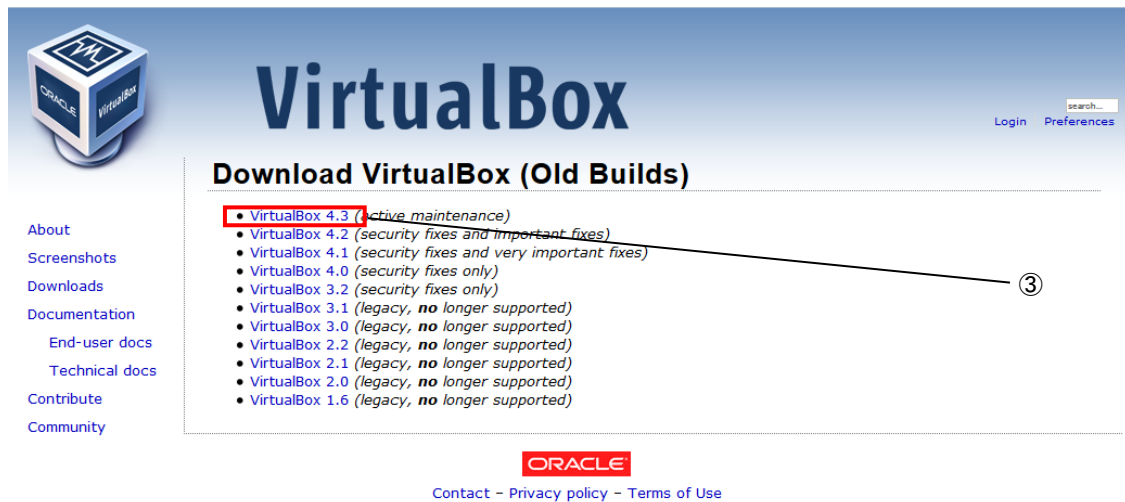 ORACLE
VirtualBox
VirtualBox
search...
Login Preferences
Download VirtualBox (Old Builds)
• VirtualBox 4.3 (active maintenance)
• VirtualBox 4.2 (security fixes and important fixes)
• VirtualBox 4.1 (security fixes and very important fixes)
• VirtualBox 4.0 (security fixes only)
• VirtualBox 3.2 (security fixes only)
• VirtualBox 3.1 (legacy, no longer supported)
• VirtualBox 3.0 (legacy, no longer supported)
• VirtualBox 2.2 (legacy, no longer supported)
• VirtualBox 2.1 (legacy, no longer supported)
• VirtualBox 2.0 (legacy, no longer supported)
• VirtualBox 1.6 (legacy, no longer supported)
③
About
Screenshots
Downloads
Documentation
End-user docs
Technical docs
Contribute
Community
ORACLE
Contact – Privacy policy – Terms of Use